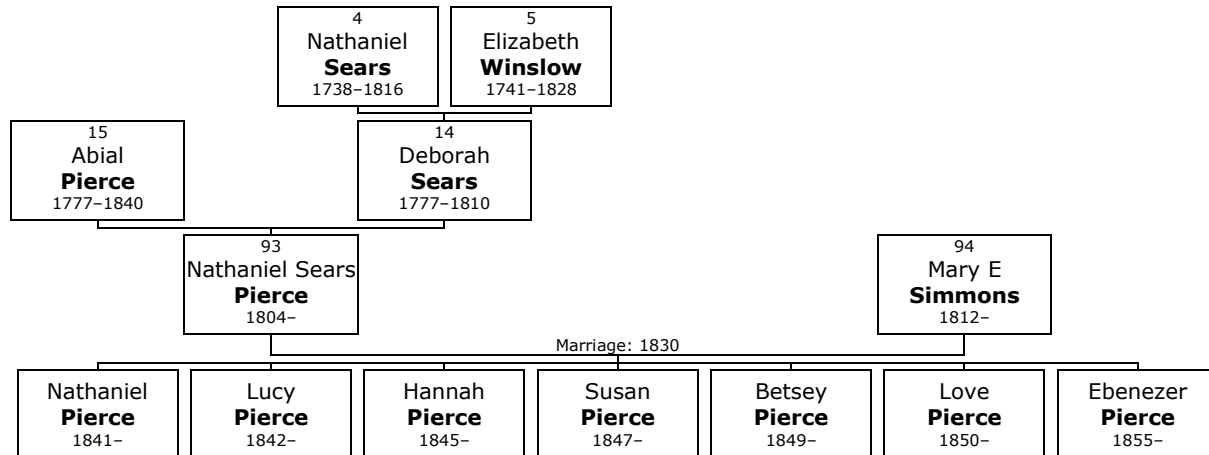 4
Nathaniel
Sears
1738–1816
5
Elizabeth
Winslow
1741–1828
15
Abial
Pierce
1777–1840
14
Deborah
Sears
1777–1810
93
Nathaniel Sears
Pierce
1804–
94
Mary E
Simmons
1812–
Marriage: 1830
Nathaniel
Pierce
1841–
Lucy
Pierce
1842–
Hannah
Pierce
1845–
Susan
Pierce
1847–
Betsey
Pierce
1849–
Love
Pierce
1850–
Ebenezer
Pierce
1855–